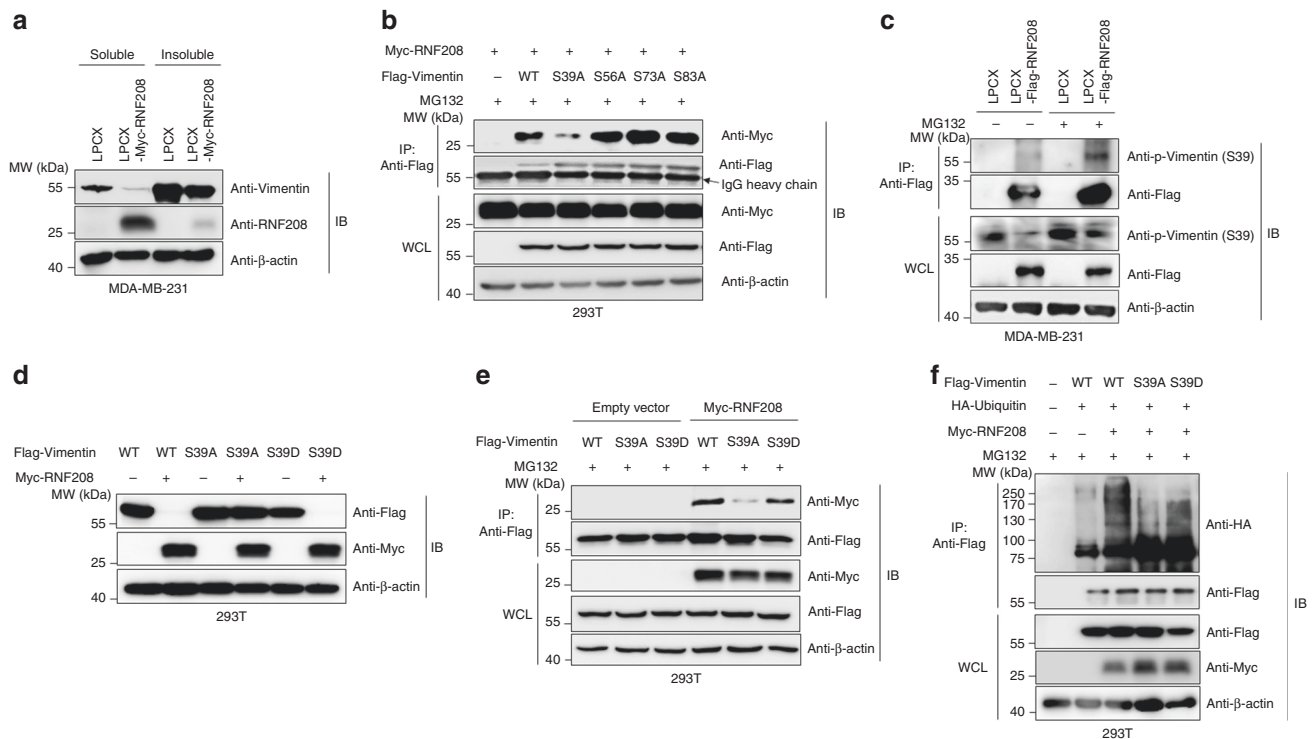 a
Soluble Insoluble
LPCX
LPCX
-Myc-RNF208
LPCX
LPCX
-Myc-RNF208
MW (kDa)
55 Anti-Vimentin
25 Anti-RNF208
40 Anti-β-actin
IB
MDA-MB-231
b
Myc-RNF208 + + + + + +
Flag-Vimentin – WT S39A S56A S73A S83A
MG132 + + + + + +
MW (kDa)
IP:
Anti-Flag
25 Anti-Myc
Anti-Flag
55 IgG heavy chain
WCL
25 Anti-Myc
55 Anti-Flag
40 Anti-β-actin
IB
293T
c
LPCX
LPCX
-Flag-RNF208
LPCX
LPCX
-Flag-RNF208
MG132 – – + +
MW (kDa)
IP:
Anti-Flag
55 Anti-p-Vimentin (S39)
35 Anti-Flag
WCL
55 Anti-p-Vimentin (S39)
35 Anti-Flag
40 Anti-β-actin
IB
MDA-MB-231
d
Flag-Vimentin WT WT S39A S39A S39D S39D
Myc-RNF208 – + – + – +
MW (kDa)
55 Anti-Flag
25 Anti-Myc
40 Anti-β-actin
IB
293T
e
Empty vector Myc-RNF208
Flag-Vimentin WT S39A S39D WT S39A S39D
MG132 + + + + + +
MW (kDa)
IP:
Anti-Flag
25 Anti-Myc
55 Anti-Flag
WCL
25 Anti-Myc
55 Anti-Flag
40 Anti-β-actin
IB
293T
f
Flag-Vimentin – WT WT S39A S39D
HA-Ubiquitin – + + + +
Myc-RNF208 – – + + +
MG132 + + + + +
MW (kDa)
IP:
Anti-Flag
250
170
130
100
75
Anti-HA
55 Anti-Flag
WCL
55 Anti-Flag
25 Anti-Myc
40 Anti-β-actin
IB
293T